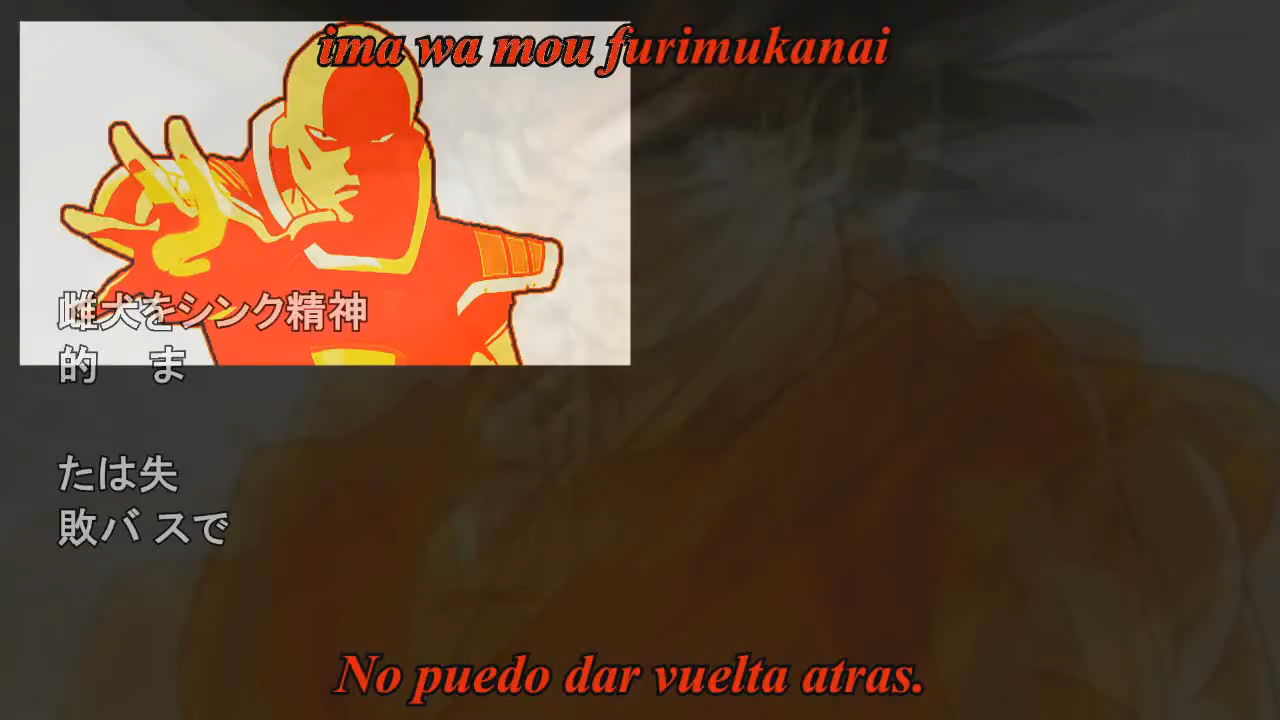 ima wa mou furimukanai
雌犬をシンク精神
的 ま
たは失
敗バ スで
No puedo dar vuelta atras.